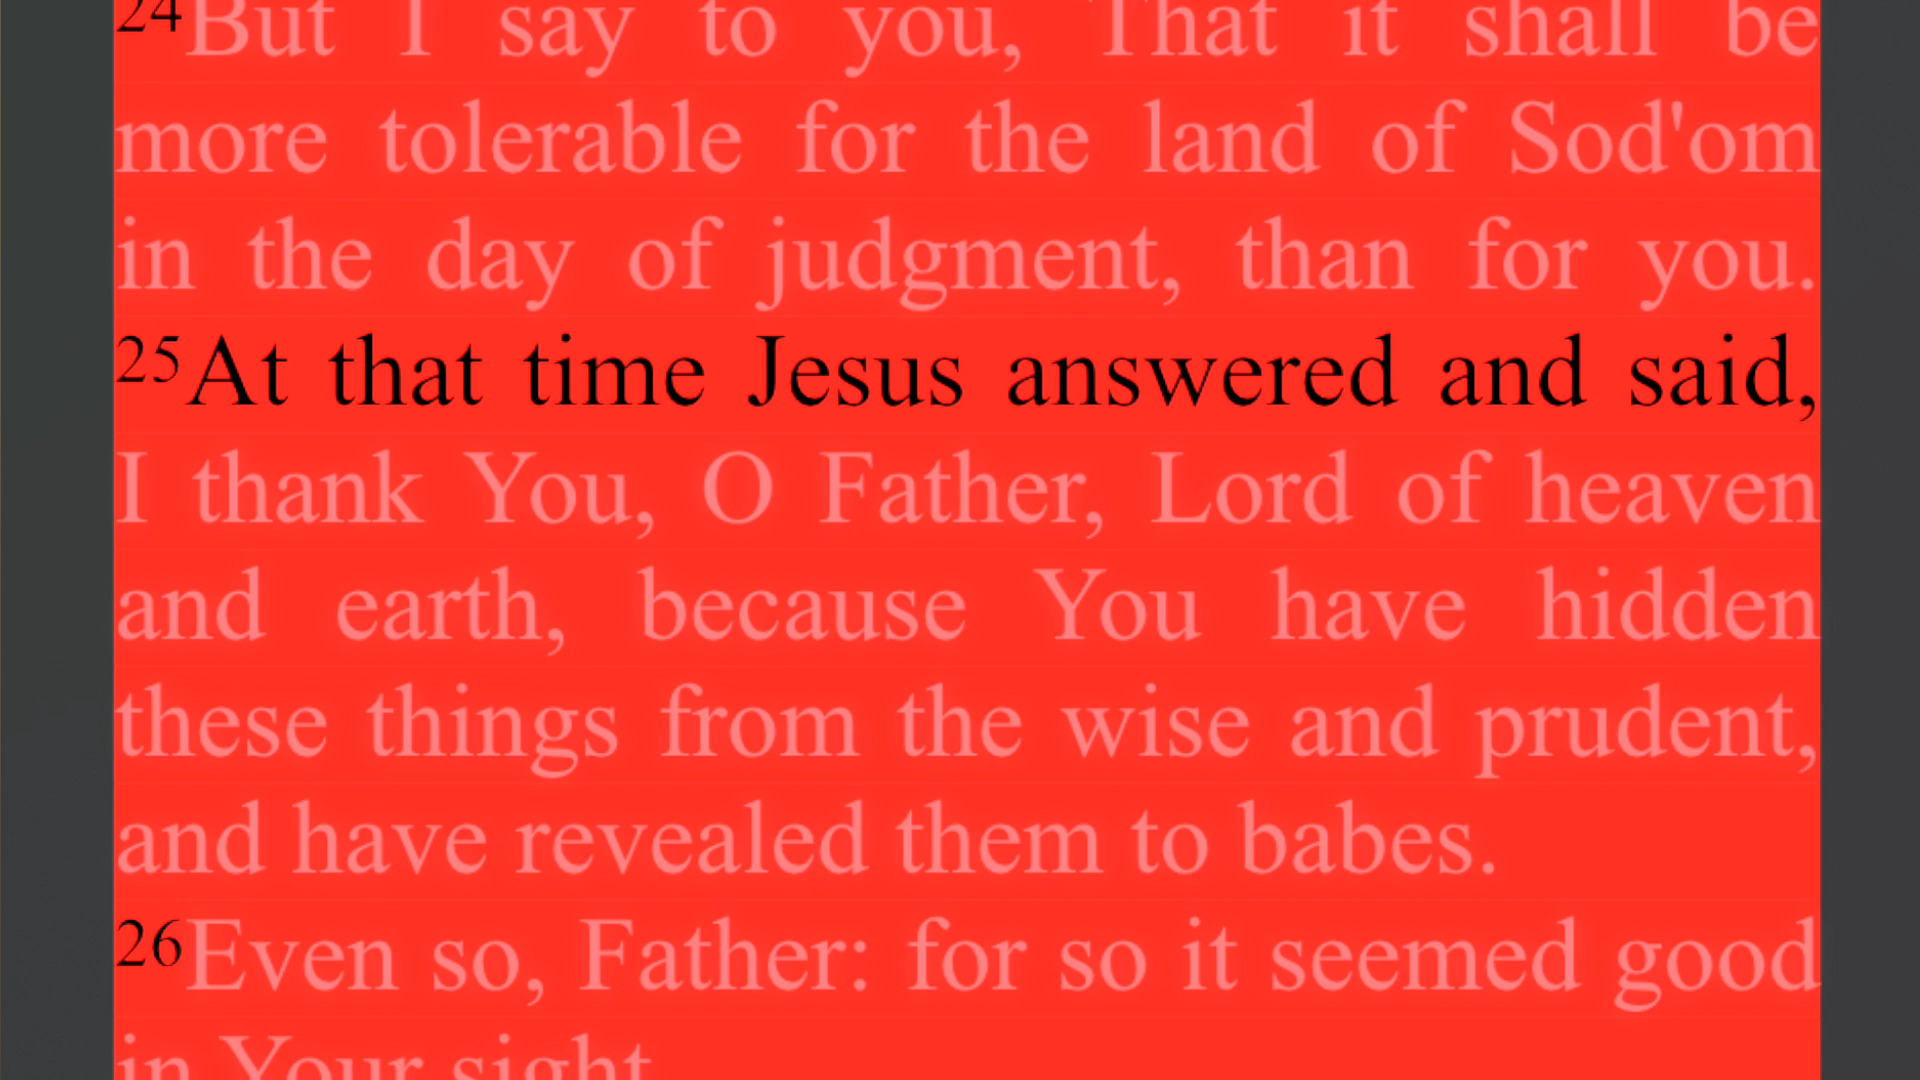 24But I say to you, That it shall be
more tolerable for the land of Sod'om
in the day of judgment, than for you.
25At that time Jesus answered and said,
I thank You, O Father, Lord of heaven
and earth, because You have hidden
these things from the wise and prudent,
and have revealed them to babes.
26Even so, Father: for so it seemed good
in Your sight